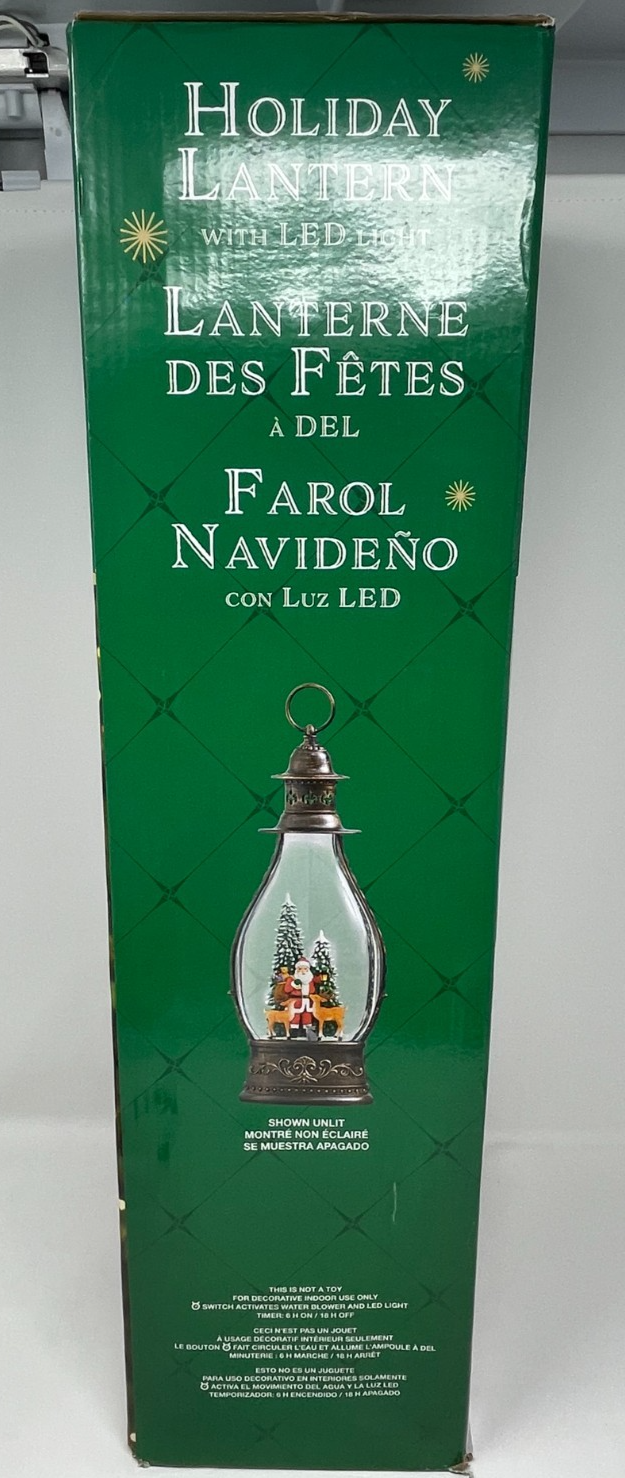 HOLIDAY
LANTERN
WITH LED LIGHT
LANTERNE
DES FÊTES
À DEL
FAROL
NAVIDEÑO
CON LUZ LED
SHOWN UNLIT
MONTRÉ NON ÉCLAIRÉ
SE MUESTRA APAGADO
THIS IS NOT A TOY
FOR DECORATIVE INDOOR USE ONLY
SWITCH ACTIVATES WATER BLOWER AND LED LIGHT
TIMER: 6 H ON / 18 H OFF
CECI N'EST PAS UN JOUET
À USAGE DÉCORATIF INTÉRIEUR SEULEMENT
LE BOUTON FAIT CIRCULER L'EAU ET ALLUME L'AMPOULE À DEL
MINUTERIE : 6 H MARCHE / 18 H ARRÊT
ESTO NO ES UN JUGUETE
PARA USO DECORATIVO EN INTERIORES SOLAMENTE
ACTIVA EL MOVIMIENTO DEL AGUA Y LA LUZ LED
TEMPORIZADOR: 6 H ENCENDIDO / 18 H APAGADO